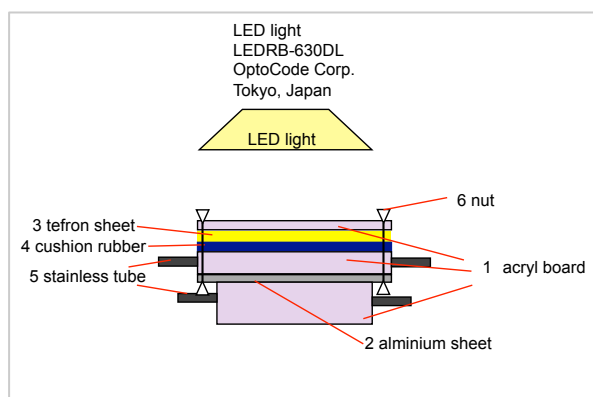 LED light
LEDRB-630DL
OptoCode Corp.
Tokyo, Japan
LED light
6 nut
3 tefron sheet
4 cushion rubber
1 acryl board
5 stainless tube
2 alminium sheet